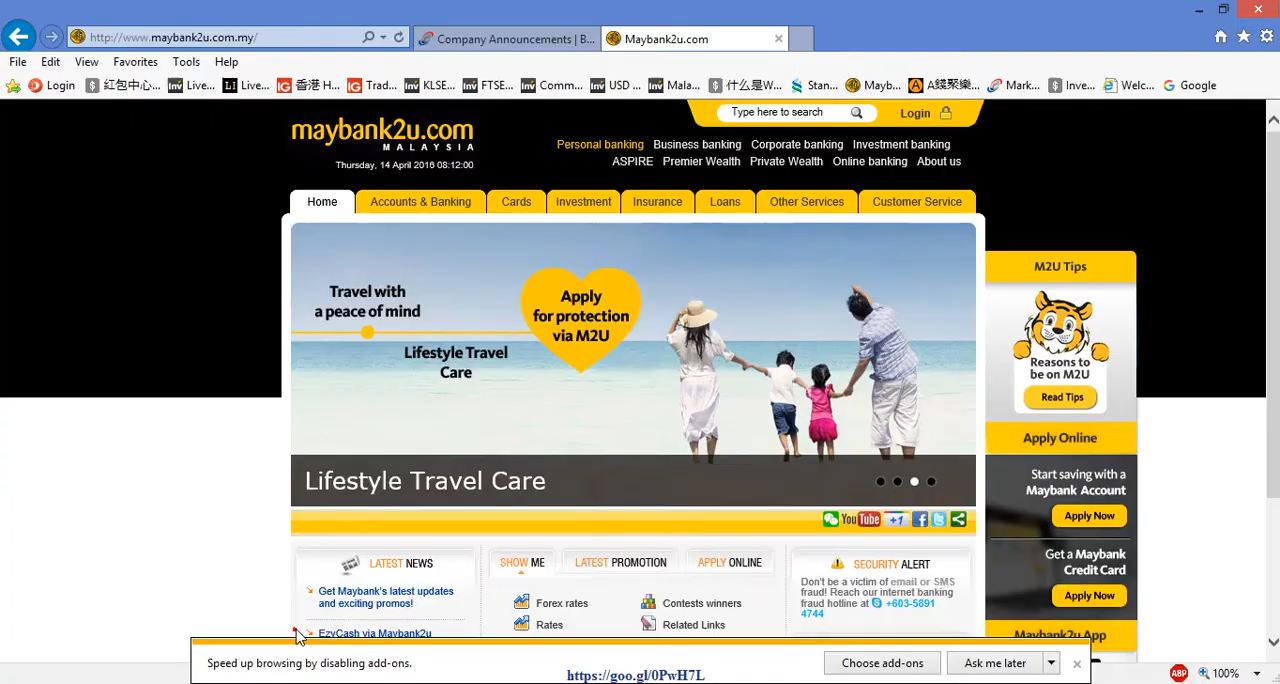 http://www.maybank2u.com.my/
Company Announcements | B...
Maybank2u.com
File Edit View Favorites Tools Help
Login 红包中心... Live... Live... 香港 H... Trad... KLSE... FTSE... Comm... USD ... Mala... 什么是W... Stan... Mayb... A錢聚樂... Mark... Inve... Welc... Google
Type here to search
Login
maybank2u.com
MALAYSIA
Thursday, 14 April 2016 08:12:00
Personal banking Business banking Corporate banking Investment banking
ASPIRE Premier Wealth Private Wealth Online banking About us
Home Accounts & Banking Cards Investment Insurance Loans Other Services Customer Service
Travel with
a peace of mind
Lifestyle Travel
Care
Apply
for protection
via M2U
Lifestyle Travel Care
M2U Tips
Reasons to
be on M2U
Read Tips
Apply Online
Start saving with a
Maybank Account
Apply Now
Get a Maybank
Credit Card
Apply Now
Maybank2u App
You Tube +1
LATEST NEWS
Get Maybank's latest updates
and exciting promo!
EzyCash via Maybank2u
SHOW ME LATEST PROMOTION APPLY ONLINE
Forex rates Contests winners
Rates Related Links
SECURITY ALERT
Don't be a victim of email or SMS
fraud! Reach our internet banking
fraud hotline at +603-5891
4744
Speed up browsing by disabling add-ons.
Choose add-ons
Ask me later
https://goo.gl/0PwH7L
ABP
100%